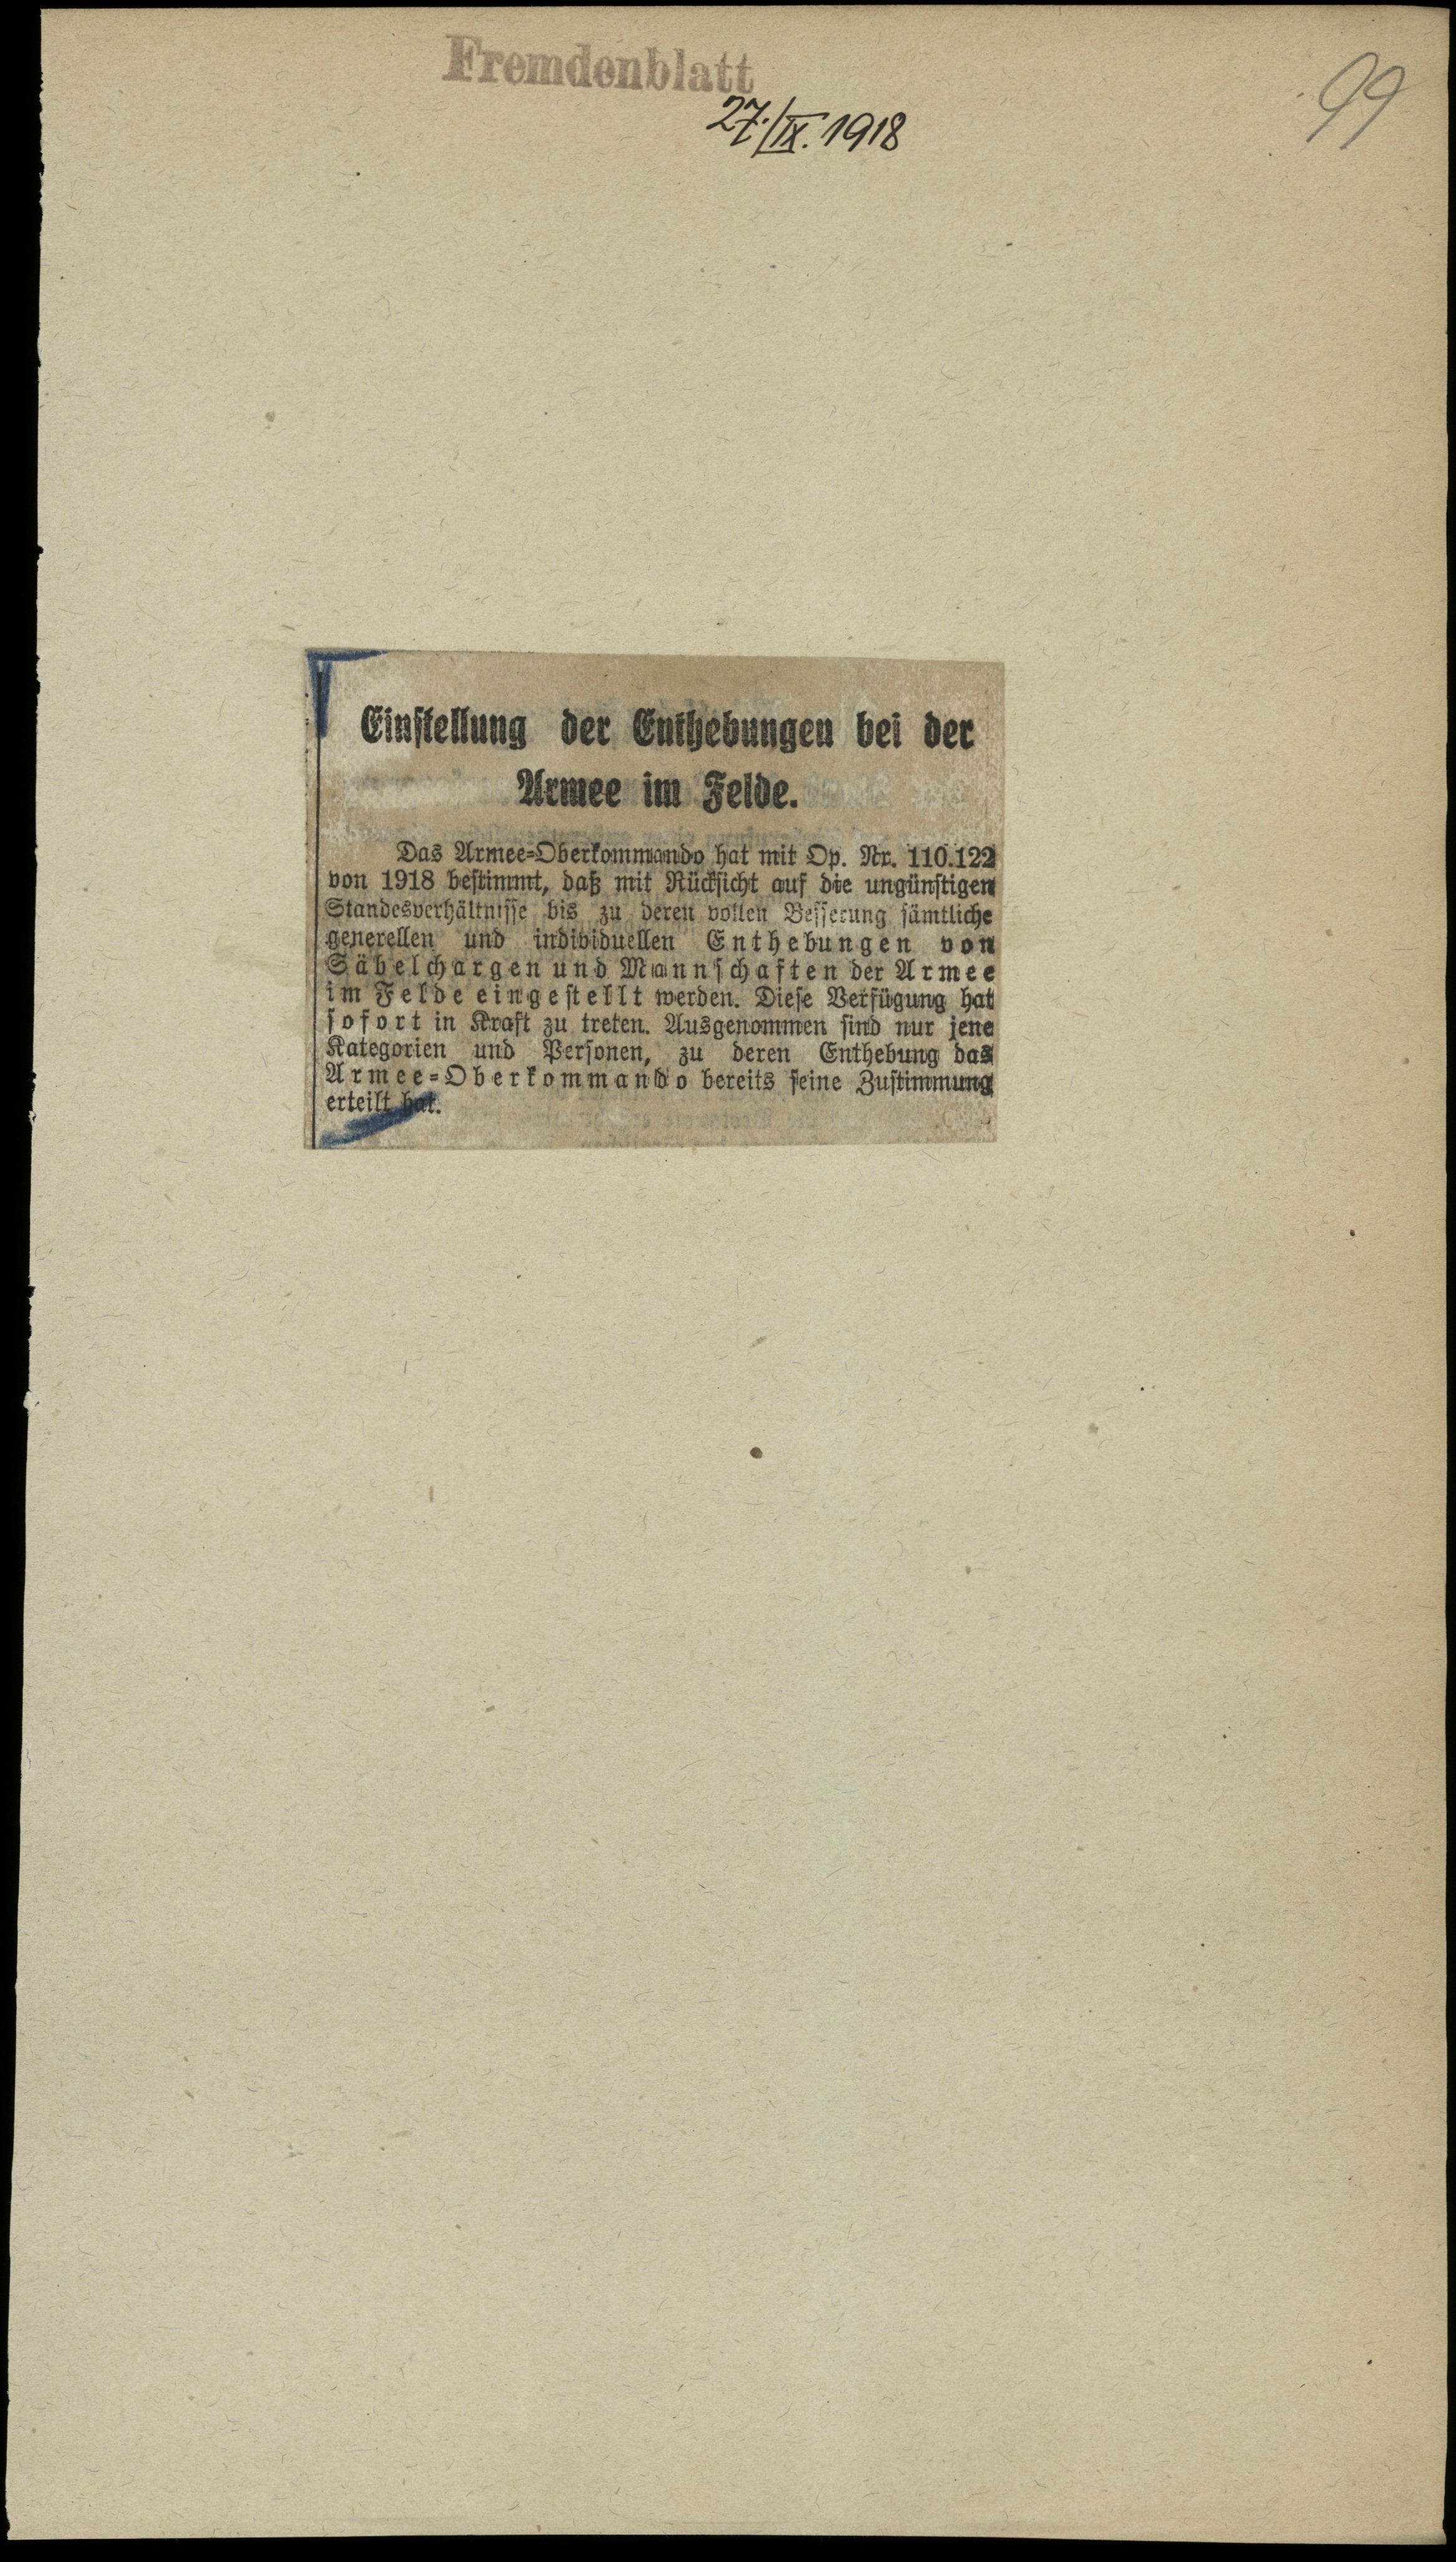 Fremdenblatt
27./IX. 1918
99
Einstellung der Enthebungen bei der
Armee im Felde.
Das Armee-Oberkommando hat mit Op. Nr. 110.122
von 1918 bestimmt, daß mit Rücksicht auf die ungünstigen
Standesverhältnisse bis zu deren vollen Besserung sämtliche
generellen und individuellen Enthebungen von
Säbelchargen und Mannschaften der Armee
im Felde eingestellt werden. Diese Verfügung hat
sofort in Kraft zu treten. Ausgenommen sind nur jene
Kategorien und Personen, zu deren Enthebung das
Armee-Oberkommando bereits seine Zustimmung
erteilt hat.